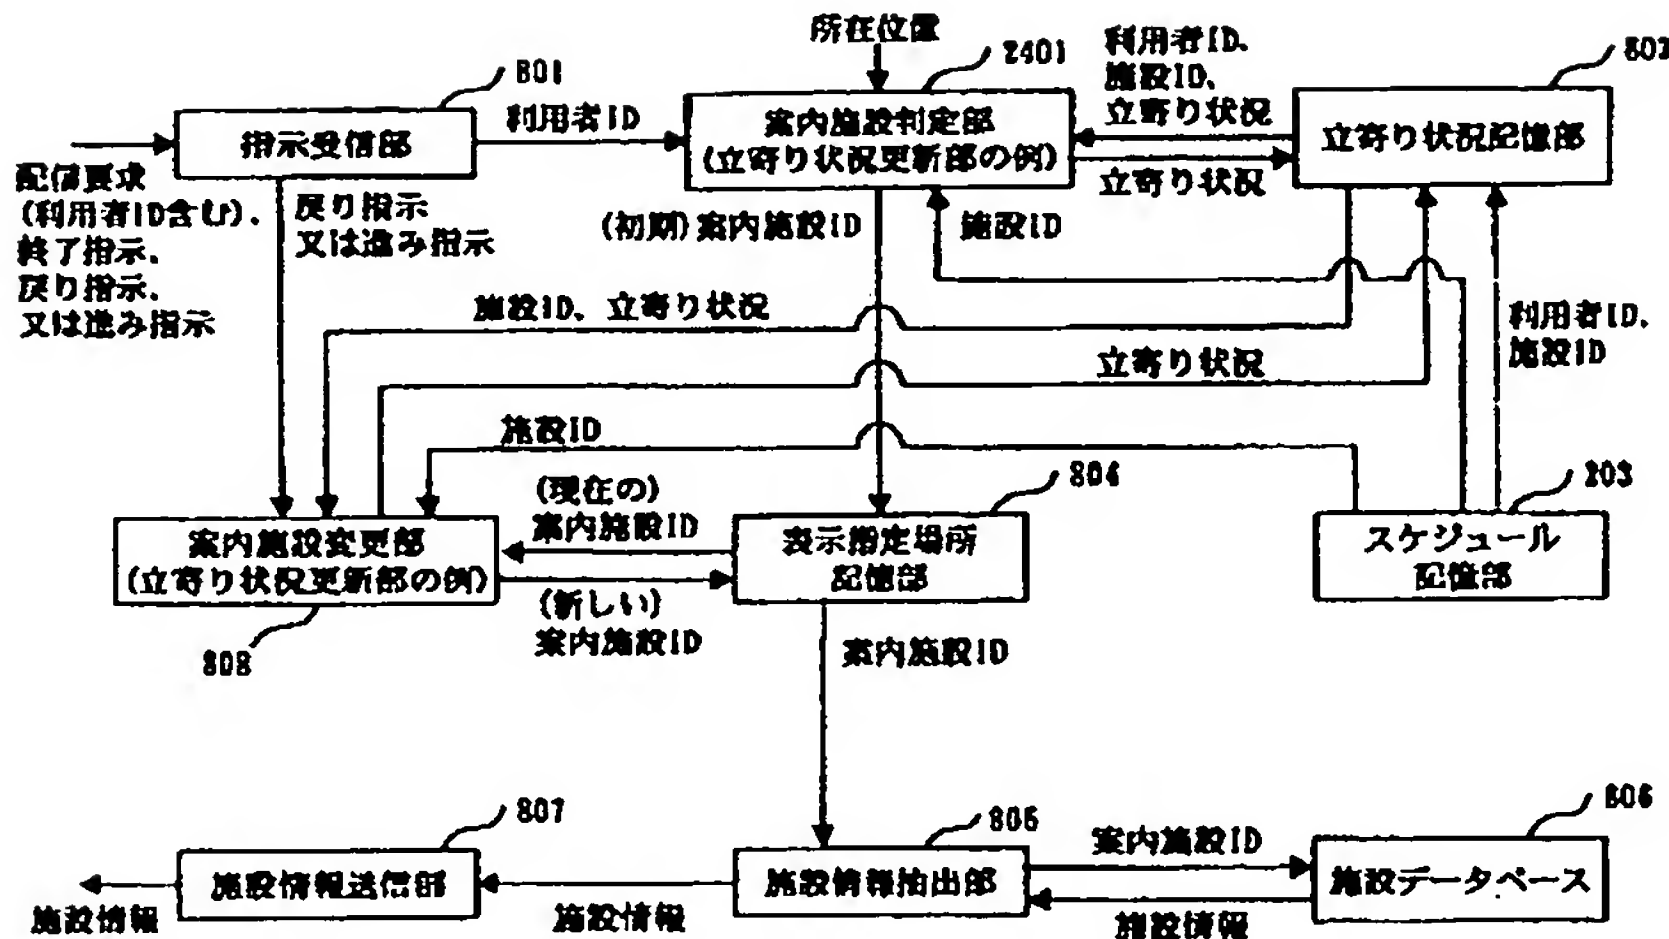 所在位置
801
2401
802
利用者ID、
施設ID、
立寄り状況
利用者ID
指示受信部
案内施設判定部
(立寄り状況更新部の例)
立寄り状況記憶部
立寄り状況
配信要求
(利用者ID含む)、
終了指示、
戻り指示、
又は進み指示
戻り指示
又は進み指示
(初期)案内施設ID
施設ID
施設ID、立寄り状況
利用者ID、
施設ID
立寄り状況
施設ID
804
203
(現在の)
案内施設ID
案内施設変更部
(立寄り状況更新部の例)
表示指定場所
記憶部
スケジュール
記憶部
(新しい)
案内施設ID
808
案内施設ID
807
805
806
施設情報送信部
施設情報抽出部
案内施設ID
施設データベース
施設情報
施設情報
施設情報